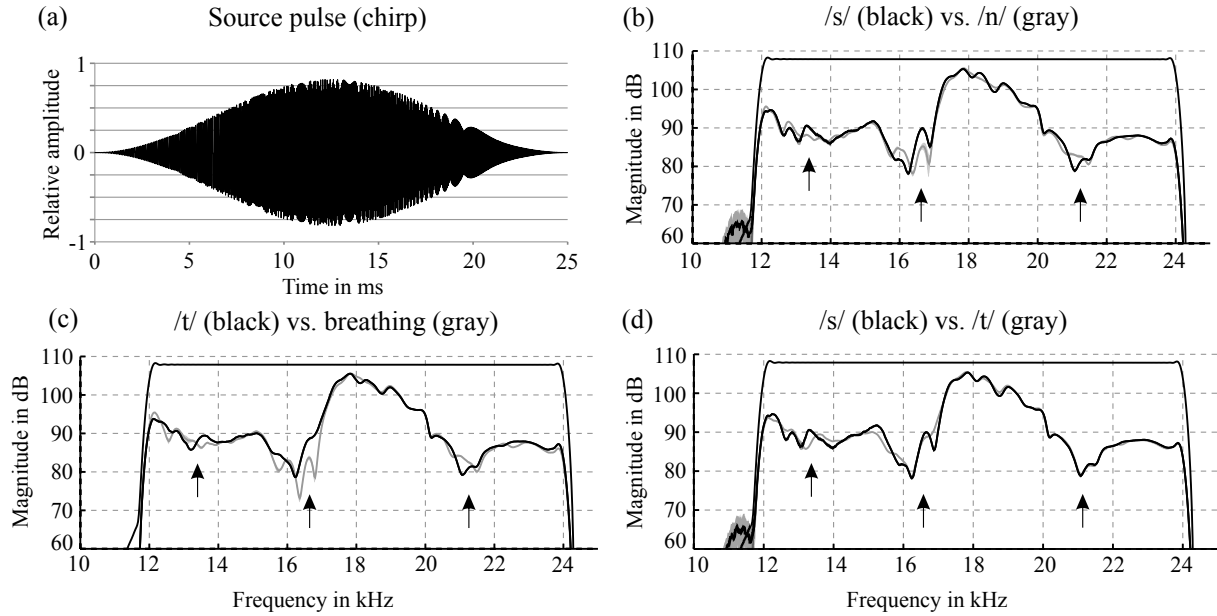 (a)
Source pulse (chirp)
Relative amplitude
1
0
-1
0 5 10 15 20 25
Time in ms
(b)
/s/ (black) vs. /n/ (gray)
Magnitude in dB
110
100
90
80
70
60
10 12 14 16 18 20 22 24
(c)
/t/ (black) vs. breathing (gray)
Magnitude in dB
110
100
90
80
70
60
10 12 14 16 18 20 22 24
Frequency in kHz
(d)
/s/ (black) vs. /t/ (gray)
Magnitude in dB
110
100
90
80
70
60
10 12 14 16 18 20 22 24
Frequency in kHz